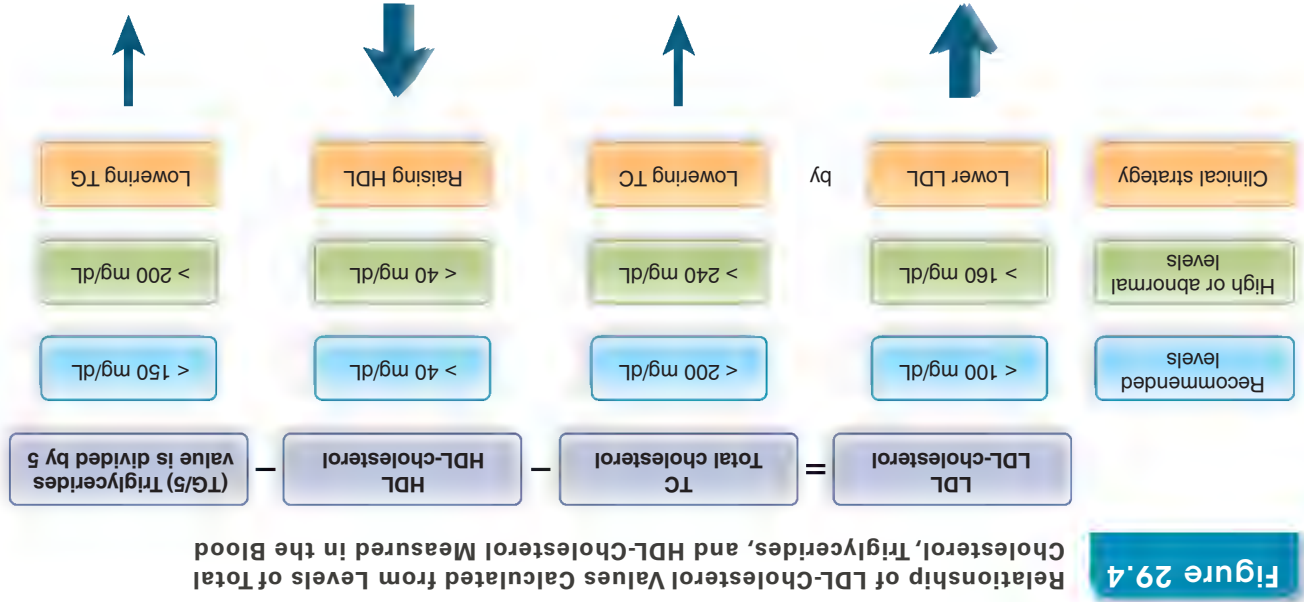 Figure 29.4
Relationship of LDL-Cholesterol Values Calculated from Levels of Total
Cholesterol, Triglycerides, and HDL-Cholesterol Measured in the Blood
LDL
LDL-cholesterol
=
TC
Total cholesterol
–
HDL
HDL-cholesterol
–
(TG/5) Triglycerides
value is divided by 5
Recommended
levels
< 100 mg/dL
< 200 mg/dL
< 40 mg/dL
< 150 mg/dL
High or abnormal
levels
> 160 mg/dL
> 240 mg/dL
< 40 mg/dL
> 200 mg/dL
Clinical strategy
Lower LDL
by
Lowering TC
Raising HDL
Lowering TG